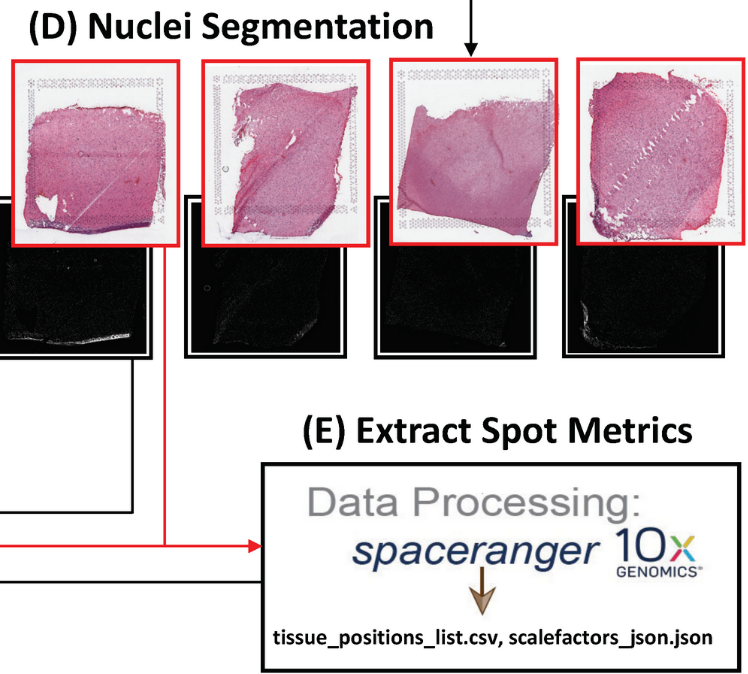 (D) Nuclei Segmentation
(E) Extract Spot Metrics
Data Processing:
spaceranger 10x
GENOMICS
tissue_positions_list.csv, scalefactors_json.json